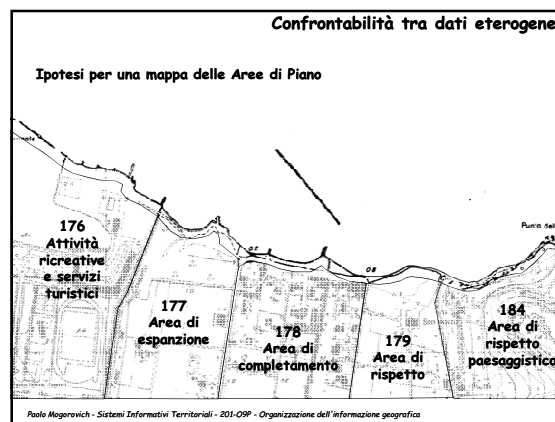 Confrontabilità tra dati eterogene
Ipotesi per una mappa delle Aree di Piano
Punta del
176
Attività
ricreative
e servizi
turistici
177
Area di
espanzione
178
Area di
completamento
179
Area di
rispetto
184
Area di
rispetto
paesaggistica
Paolo Mogorovich - Sistemi Informativi Territoriali - 201-09P - Organizzazione dell'informazione geografica